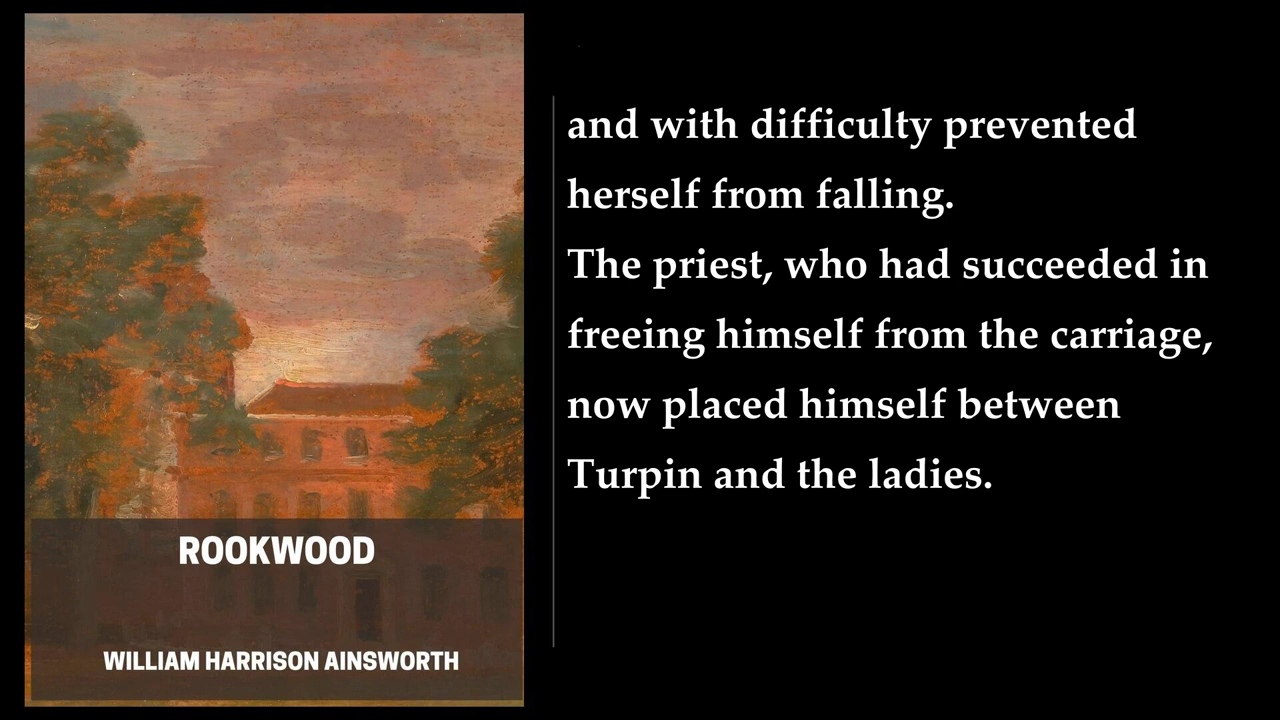 ROOKWOOD
WILLIAM HARRISON AINSWORTH
and with difficulty prevented
herself from falling.
The priest, who had succeeded in
freeing himself from the carriage,
now placed himself between
Turpin and the ladies.